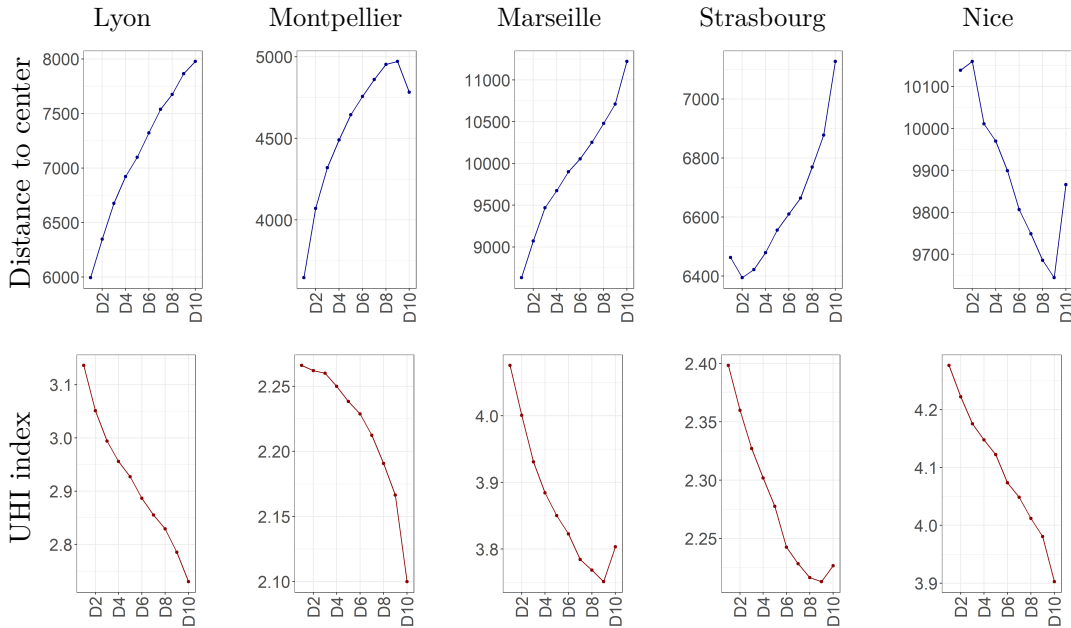 Lyon
Montpellier
Marseille
Strasbourg
Nice
Distance to center
8000
7500
7000
6500
6000
D2
D4
D6
D8
D10
5000
4500
4000
D2
D4
D6
D8
D10
11000
10500
10000
9500
9000
D2
D4
D6
D8
D10
7000
6800
6600
6400
D2
D4
D6
D8
D10
10100
10000
9900
9800
9700
D2
D4
D6
D8
D10
UHI index
3.1
3.0
2.9
2.8
D2
D4
D6
D8
D10
2.25
2.20
2.15
2.10
D2
D4
D6
D8
D10
4.0
3.9
3.8
D2
D4
D6
D8
D10
2.40
2.35
2.30
2.25
D2
D4
D6
D8
D10
4.2
4.1
4.0
3.9
D2
D4
D6
D8
D10